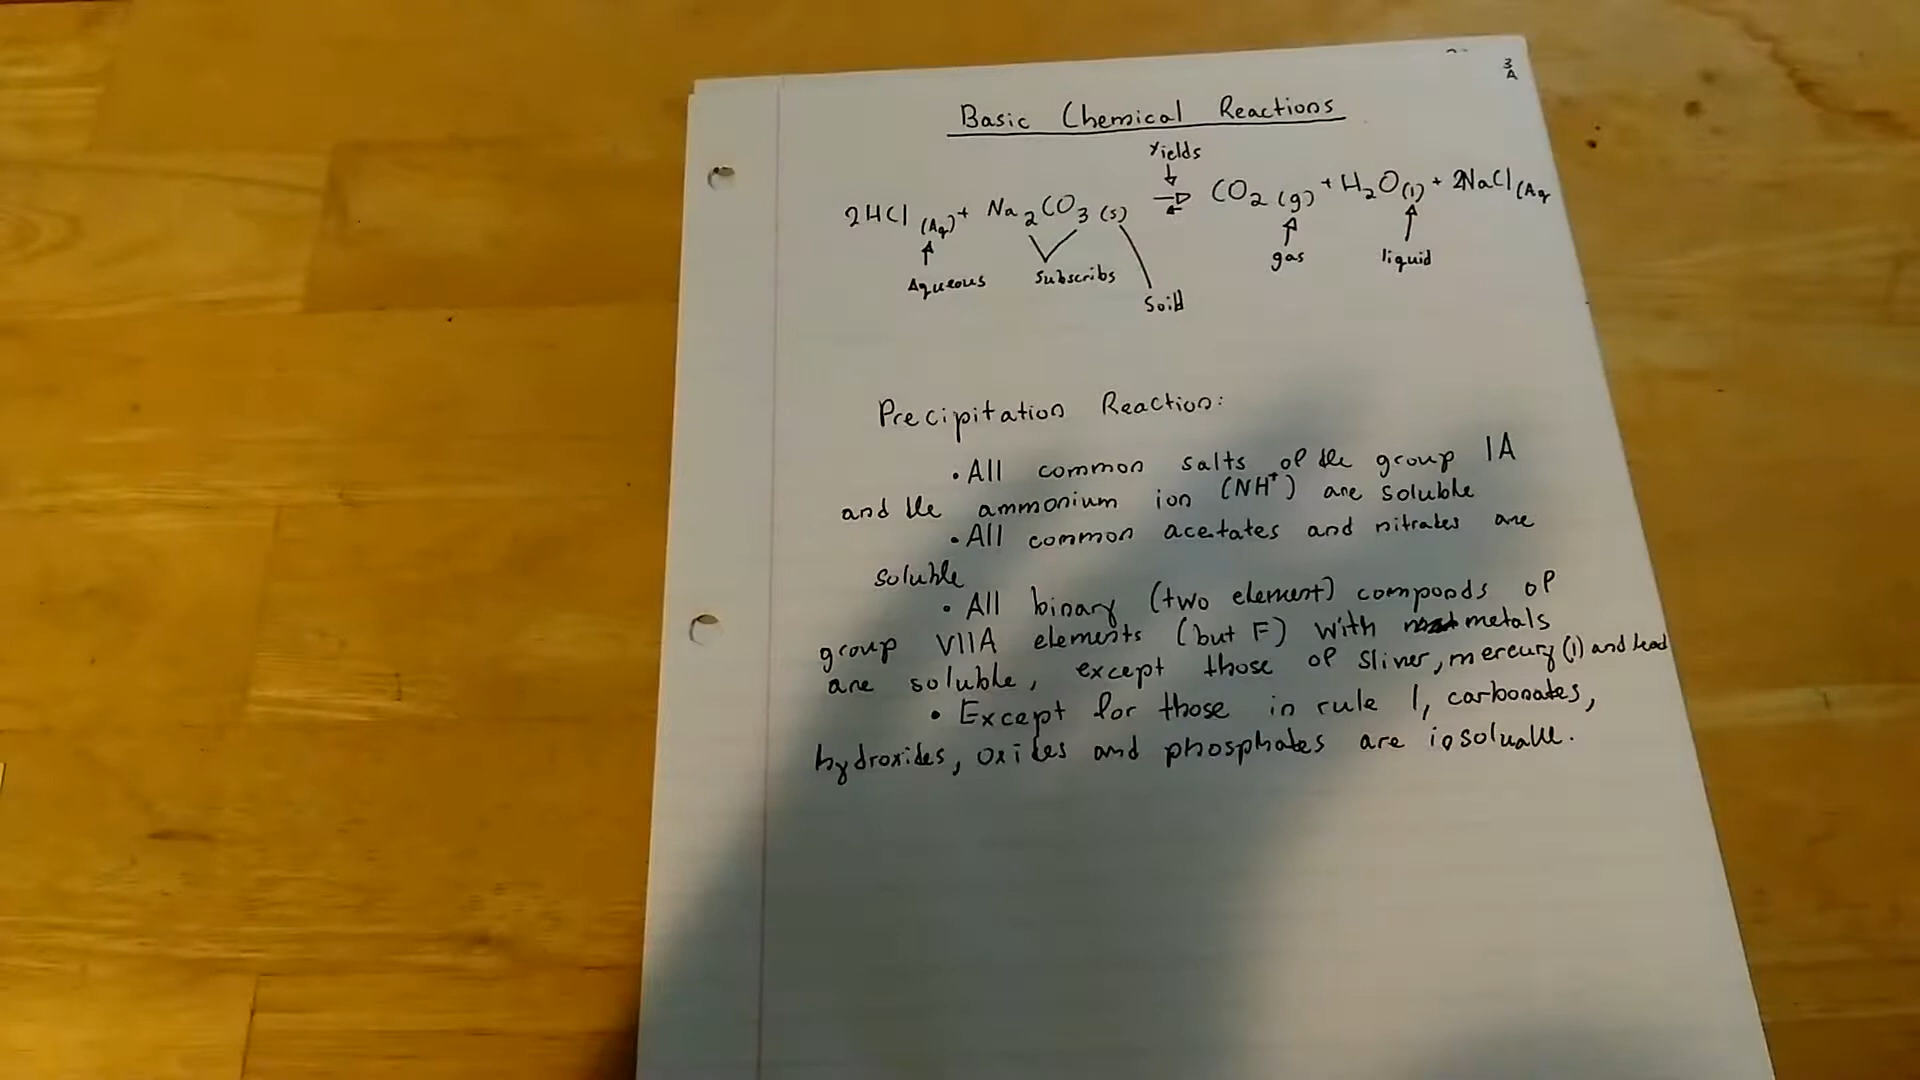 3
A
Basic Chemical Reactions
Yields
2HCl (Aq) + Na2CO3 (s) ⇌ CO2 (g) + H2O(l) + 2NaCl(Aq
Aqueous
Subscribs
Soild
gas
liquid
Precipitation Reaction:
• All common salts of the group 1A
and the ammonium ion (NH+) are soluble
• All common acetates and nitrates are
soluble
• All binary (two element) componds of
group VIIA elements (but F) with metals
are soluble, except those of sliver, mercury (I) and lead
• Except for those in rule 1, carbonates,
hydroxides, oxides and phosphates are insoluable.